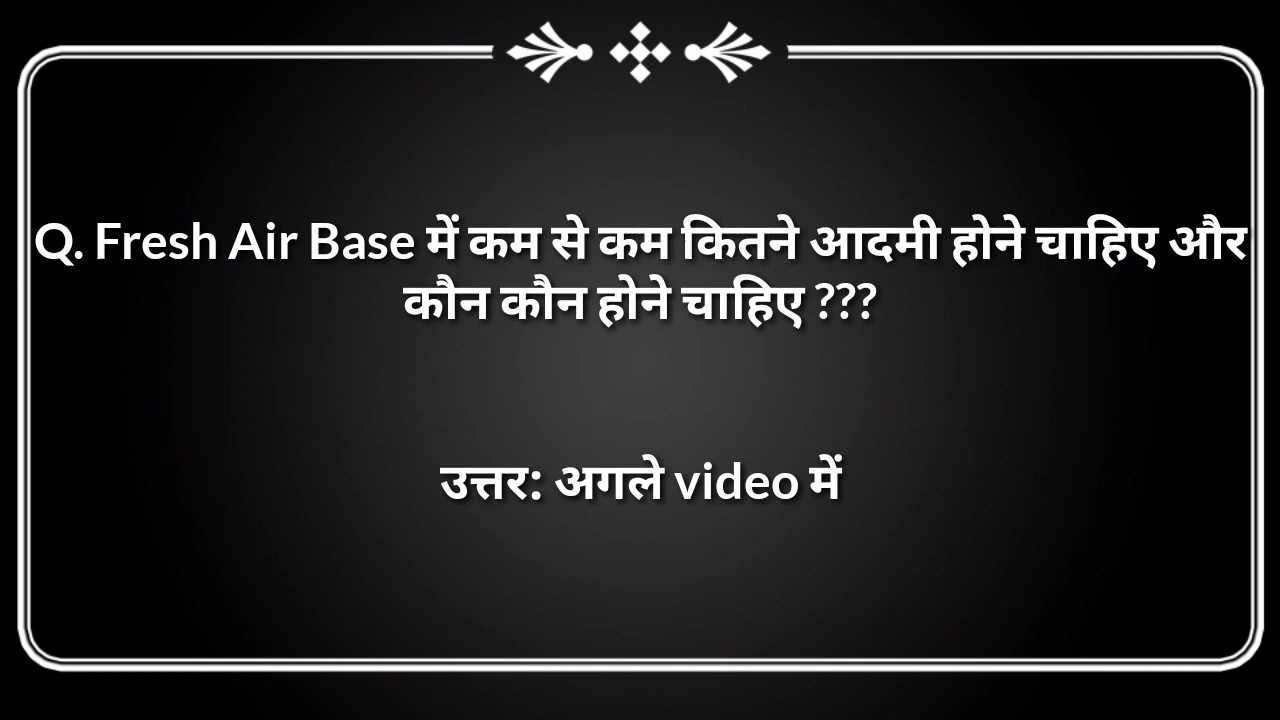 Q. Fresh Air Base में कम से कम कितने आदमी होने चाहिए और
कौन कौन होने चाहिए ???
उत्तर: अगले video में